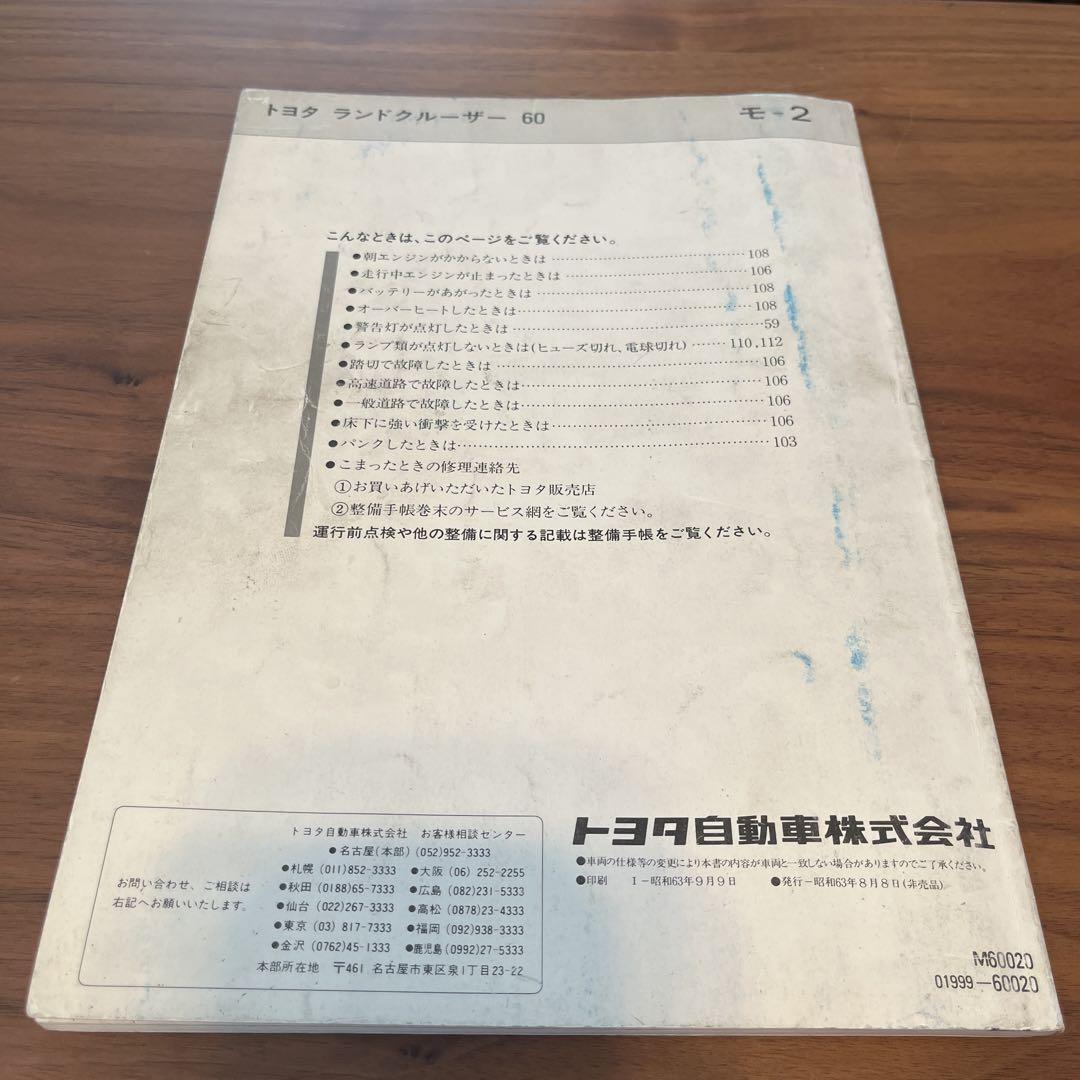 トヨタ ランドクルーザー 60 モ-2
こんなときは、このページをご覧ください。
●朝エンジンがかからないときは……………………………108
●走行中エンジンが止まったときは…………………………106
●バッテリーがあがったときは………………………………108
●オーバーヒートしたときは…………………………………108
●警告灯が点灯したときは……………………………………59
●ランプ類が点灯しないときは(ヒューズ切れ、電球切れ)……110,112
●踏切で故障したときは………………………………………106
●高速道路で故障したときは…………………………………106
●一般道路で故障したときは…………………………………106
●床下に強い衝撃を受けたときは……………………………106
●パンクしたときは……………………………………………103
●こまったときの修理連絡先
①お買いあげいただいたトヨタ販売店
②整備手帳巻末のサービス網をご覧ください。
運行前点検や他の整備に関する記載は整備手帳をご覧ください。
お問い合わせ、ご相談は
右記へお願いいたします。
トヨタ自動車株式会社 お客様相談センター
●名古屋(本部) (052)952-3333
●札幌 (011)852-3333 ●大阪 (06) 252-2255
●秋田 (0188)65-7333 ●広島 (082)231-5333
●仙台 (022)267-3333 ●高松 (0878)23-4333
●東京 (03) 817-7333 ●福岡 (092)938-3333
●金沢 (0762)45-1333 ●鹿児島 (0992)27-5333
本部所在地 〒461 名古屋市東区泉1丁目23-22
トヨタ自動車株式会社
●車両の仕様等の変更により本書の内容が車両と一致しない場合がありますのでご了承ください。
●印刷 I-昭和63年9月9日 ●発行-昭和63年8月8日(非売品)
M60020
01999-60020